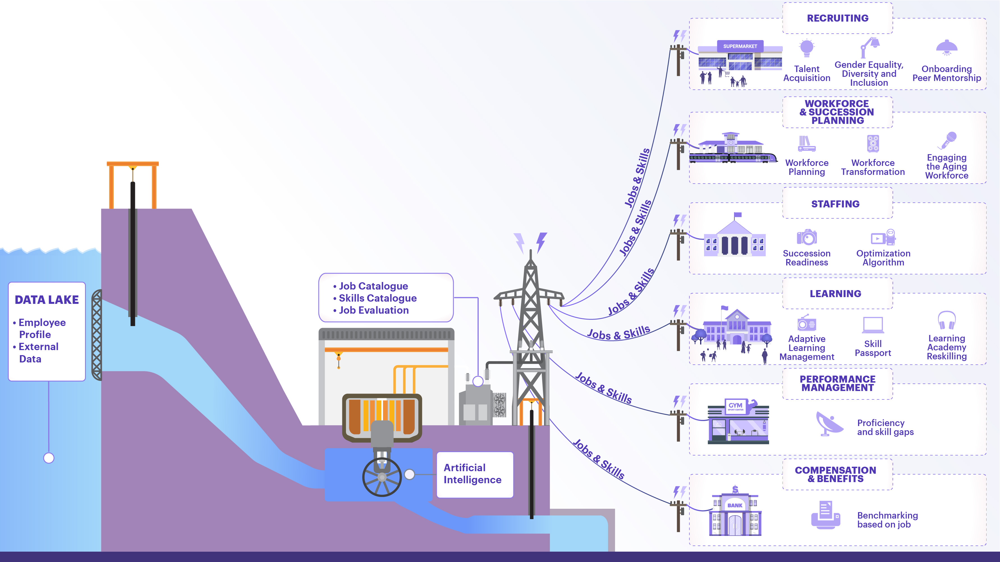 DATA LAKE
• Employee
Profile
• External
Data
• Job Catalogue
• Skills Catalogue
• Job Evaluation
Artificial
Intelligence
Jobs & Skills
Jobs & Skills
Jobs & Skills
Jobs & Skills
Jobs & Skills
Jobs & Skills
RECRUITING
SUPERMARKET
Talent
Acquisition
Gender Equality,
Diversity and
Inclusion
Onboarding
Peer Mentorship
WORKFORCE
& SUCCESSION
PLANNING
Workforce
Planning
Workforce
Transformation
Engaging
the Aging
Workforce
STAFFING
Succession
Readiness
Optimization
Algorithm
LEARNING
Adaptive
Learning
Management
Skill
Passport
Learning
Academy
Reskilling
PERFORMANCE
MANAGEMENT
GYM
SPORT CENTER
Proficiency
and skill gaps
COMPENSATION
& BENEFITS
$
BANK
Benchmarking
based on job